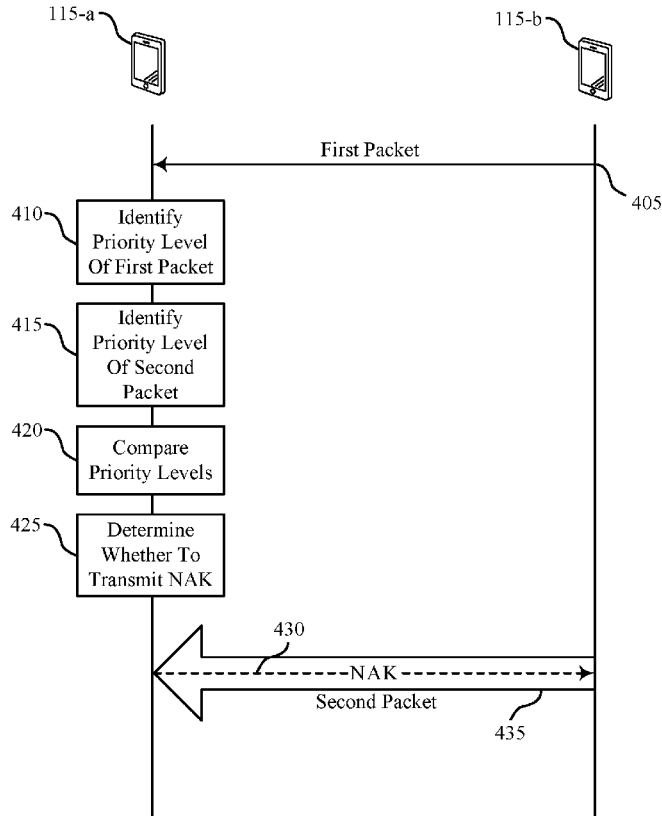 115-a
115-b
First Packet
405
410
Identify
Priority Level
Of First Packet
415
Identify
Priority Level
Of Second
Packet
420
Compare
Priority Levels
425
Determine
Whether To
Transmit NAK
430
NAK
Second Packet
435